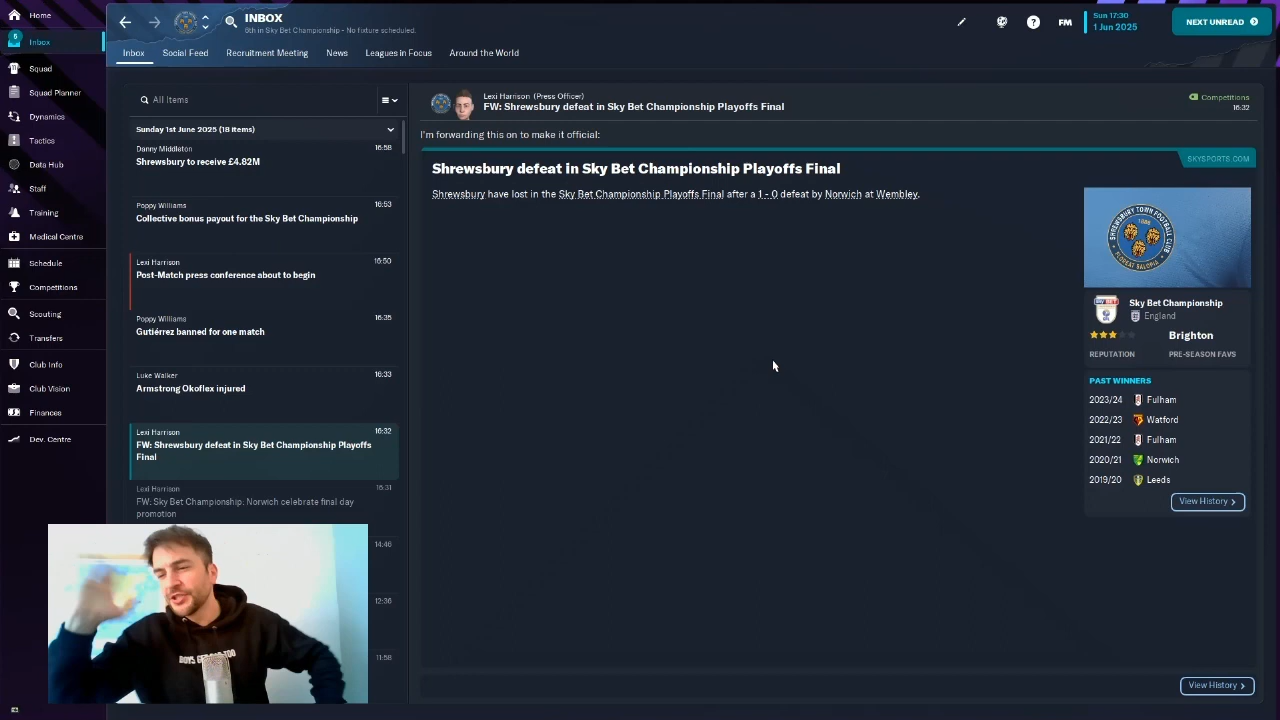 Home
Inbox
5
Squad
Squad Planner
Dynamics
Tactics
Data Hub
Staff
Training
Medical Centre
Schedule
Competitions
Scouting
Transfers
Club Info
Club Vision
Finances
Dev. Centre
INBOX
8th in Sky Bet Championship - No fixture scheduled.
FM
Sun 17:30
1 Jun 2025
NEXT UNREAD
Inbox
Social Feed
Recruitment Meeting
News
Leagues in Focus
Around the World
All Items
Sunday 1st June 2025 (18 items)
Danny Middleton
16:58
Shrewsbury to receive £4.82M
Poppy Williams
16:53
Collective bonus payout for the Sky Bet Championship
Lexi Harrison
16:50
Post-Match press conference about to begin
Poppy Williams
16:35
Gutiérrez banned for one match
Luke Walker
16:33
Armstrong Okoflex injured
Lexi Harrison
16:32
FW: Shrewsbury defeat in Sky Bet Championship Playoffs
Final
Lexi Harrison
16:31
FW: Sky Bet Championship: Norwich celebrate final day
promotion
14:46
12:36
11:58
Lexi Harrison (Press Officer)
FW: Shrewsbury defeat in Sky Bet Championship Playoffs Final
Competitions
16:32
I'm forwarding this on to make it official:
SKYSPORTS.COM
Shrewsbury defeat in Sky Bet Championship Playoffs Final
Shrewsbury have lost in the Sky Bet Championship Playoffs Final after a 1 - 0 defeat by Norwich at Wembley.
Sky Bet Championship
England
Brighton
REPUTATION
PRE-SEASON FAVS
PAST WINNERS
2023/24 Fulham
2022/23 Watford
2021/22 Fulham
2020/21 Norwich
2019/20 Leeds
View History
View History